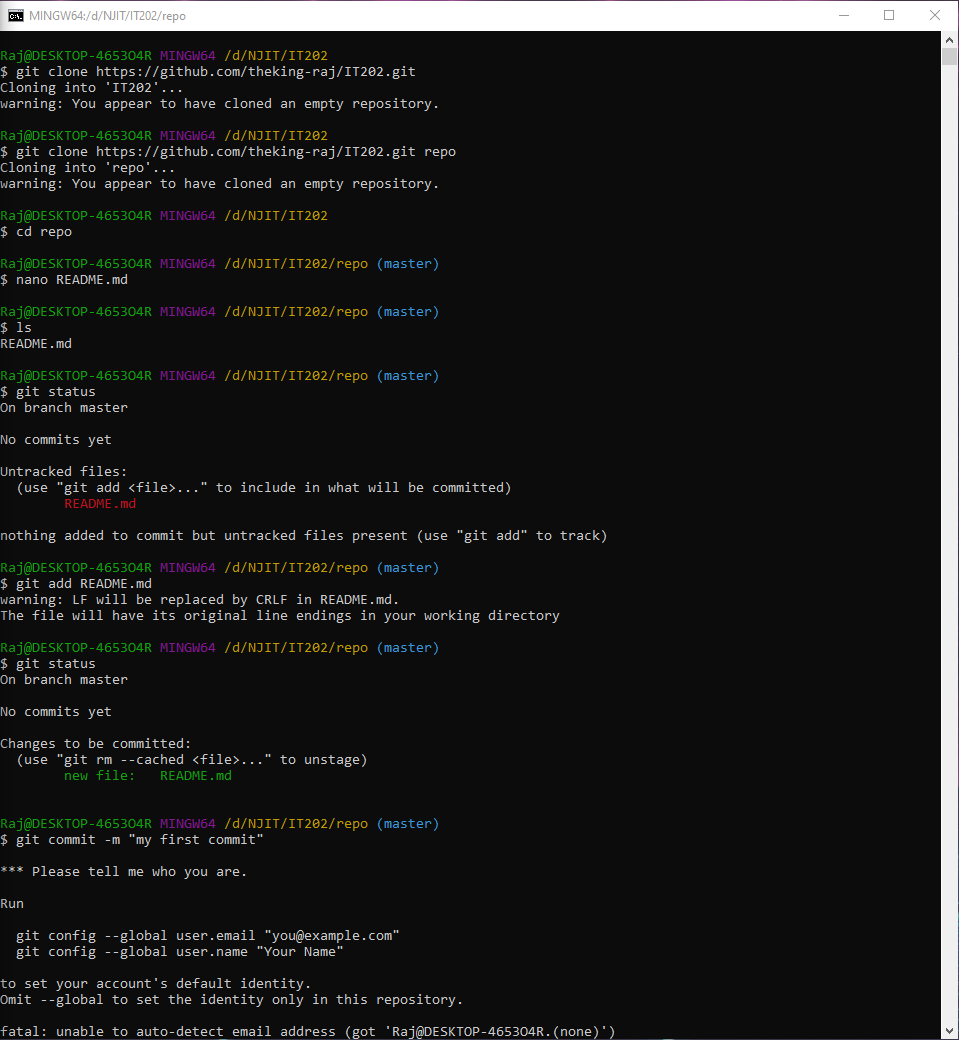 MINGW64:/d/NJIT/IT202/repo
Raj@DESKTOP-4653O4R MINGW64 /d/NJIT/IT202
$ git clone https://github.com/theking-raj/IT202.git
Cloning into 'IT202'...
warning: You appear to have cloned an empty repository.
Raj@DESKTOP-4653O4R MINGW64 /d/NJIT/IT202
$ git clone https://github.com/theking-raj/IT202.git repo
Cloning into 'repo'...
warning: You appear to have cloned an empty repository.
Raj@DESKTOP-4653O4R MINGW64 /d/NJIT/IT202
$ cd repo
Raj@DESKTOP-4653O4R MINGW64 /d/NJIT/IT202/repo (master)
$ nano README.md
Raj@DESKTOP-4653O4R MINGW64 /d/NJIT/IT202/repo (master)
$ ls
README.md
Raj@DESKTOP-4653O4R MINGW64 /d/NJIT/IT202/repo (master)
$ git status
On branch master
No commits yet
Untracked files:
  (use "git add <file>..." to include in what will be committed)
        README.md
nothing added to commit but untracked files present (use "git add" to track)
Raj@DESKTOP-4653O4R MINGW64 /d/NJIT/IT202/repo (master)
$ git add README.md
warning: LF will be replaced by CRLF in README.md.
The file will have its original line endings in your working directory
Raj@DESKTOP-4653O4R MINGW64 /d/NJIT/IT202/repo (master)
$ git status
On branch master
No commits yet
Changes to be committed:
  (use "git rm --cached <file>..." to unstage)
        new file:   README.md
Raj@DESKTOP-4653O4R MINGW64 /d/NJIT/IT202/repo (master)
$ git commit -m "my first commit"
*** Please tell me who you are.
Run
  git config --global user.email "you@example.com"
  git config --global user.name "Your Name"
to set your account's default identity.
Omit --global to set the identity only in this repository.
fatal: unable to auto-detect email address (got 'Raj@DESKTOP-4653O4R.(none)')